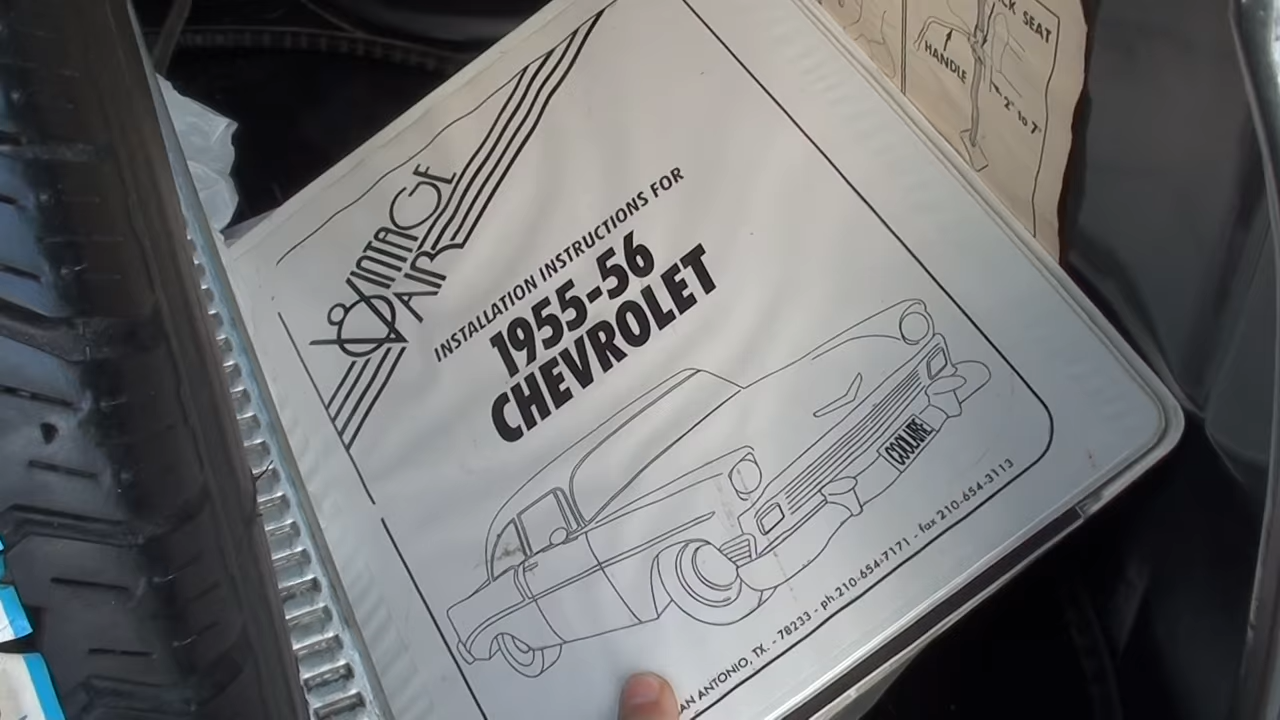 VINTAGE
AIR
INSTALLATION INSTRUCTIONS FOR
1955-56
CHEVROLET
COOLAIRE
AN ANTONIO, TX. - 78233 - ph.210-654-7171 - fax 210-654-3113
CK SEAT
HANDLE
2" to 7"